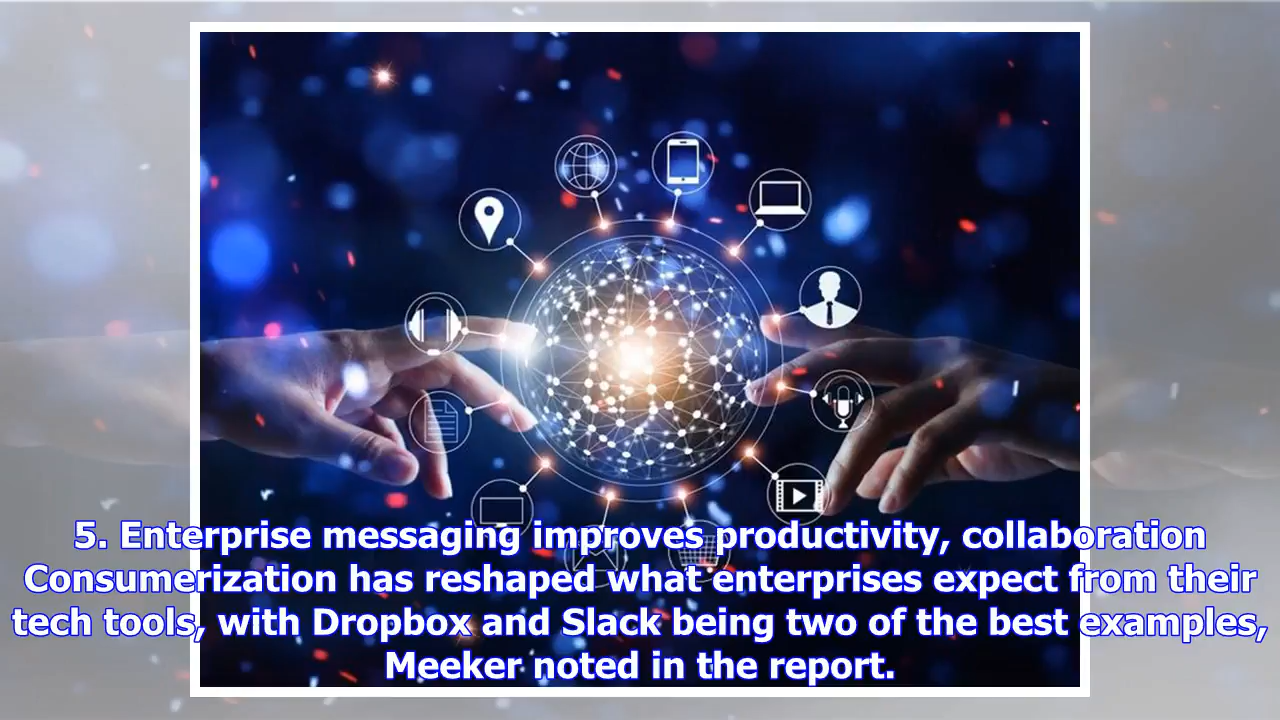 5. Enterprise messaging improves productivity, collaboration
Consumerization has reshaped what enterprises expect from their
tech tools, with Dropbox and Slack being two of the best examples,
Meeker noted in the report.